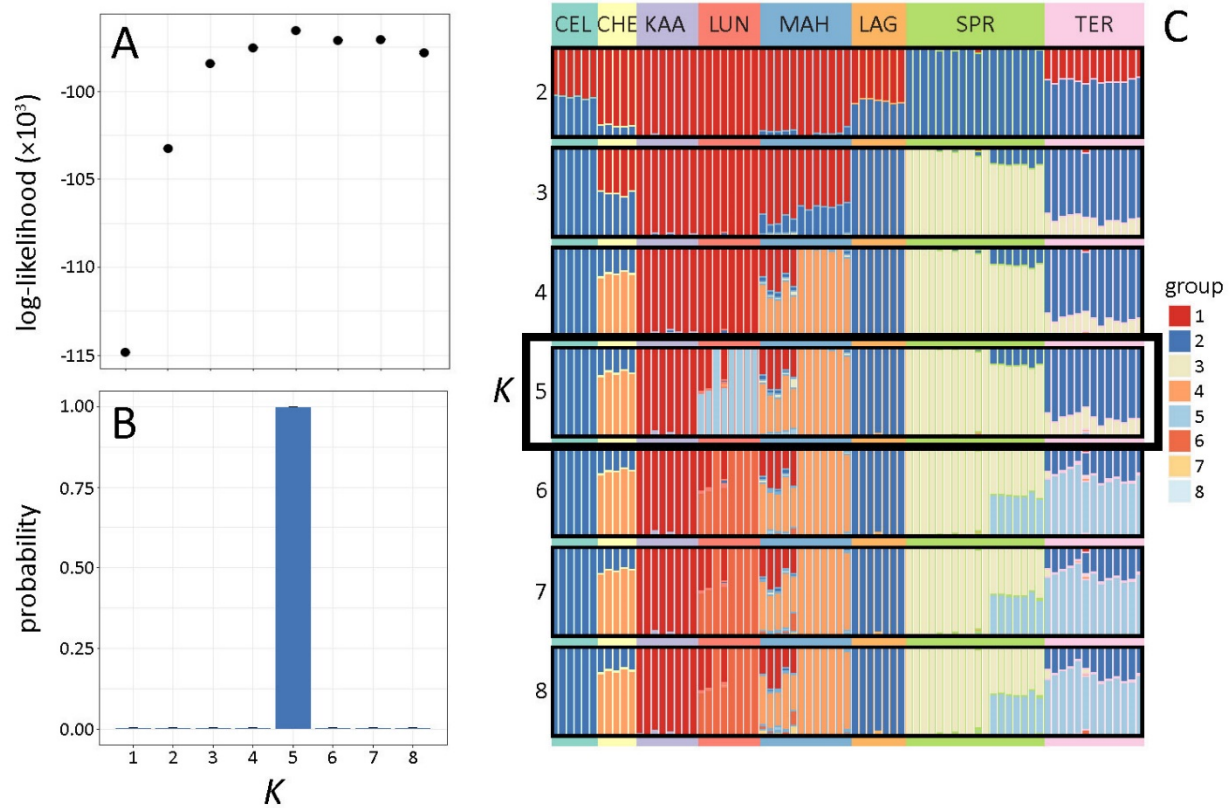 A
log-likelihood (×10³)
-100
-105
-110
-115
B
probability
1.00
0.75
0.50
0.25
0.00
1 2 3 4 5 6 7 8
K
C
CEL CHE KAA LUN MAH LAG SPR TER
K
2
3
4
5
6
7
8
group
1
2
3
4
5
6
7
8